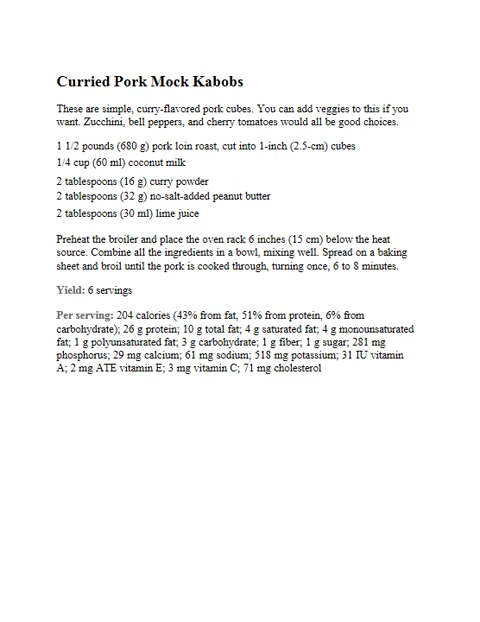 Curried Pork Mock Kabobs
These are simple, curry-flavored pork cubes. You can add veggies to this if you
want. Zucchini, bell peppers, and cherry tomatoes would all be good choices.
1 1/2 pounds (680 g) pork loin roast, cut into 1-inch (2.5-cm) cubes
1/4 cup (60 ml) coconut milk
2 tablespoons (16 g) curry powder
2 tablespoons (32 g) no-salt-added peanut butter
2 tablespoons (30 ml) lime juice
Preheat the broiler and place the oven rack 6 inches (15 cm) below the heat
source. Combine all the ingredients in a bowl, mixing well. Spread on a baking
sheet and broil until the pork is cooked through, turning once, 6 to 8 minutes.
Yield: 6 servings
Per serving: 204 calories (43% from fat, 51% from protein, 6% from
carbohydrate); 26 g protein; 10 g total fat; 4 g saturated fat; 4 g monounsaturated
fat; 1 g polyunsaturated fat; 3 g carbohydrate; 1 g fiber; 1 g sugar; 281 mg
phosphorus; 29 mg calcium; 61 mg sodium; 518 mg potassium; 31 IU vitamin
A; 2 mg ATE vitamin E; 3 mg vitamin C; 71 mg cholesterol